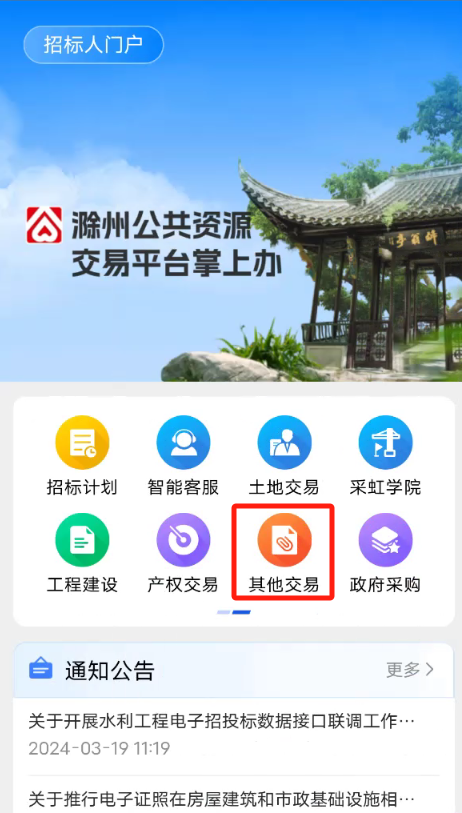 招标人门户
滁州公共资源
交易平台掌上办
招标计划
智能客服
土地交易
采虹学院
工程建设
产权交易
其他交易
政府采购
通知公告
更多
关于开展水利工程电子招投标数据接口联调工作…
2024-03-19 11:19
关于推行电子证照在房屋建筑和市政基础设施相…